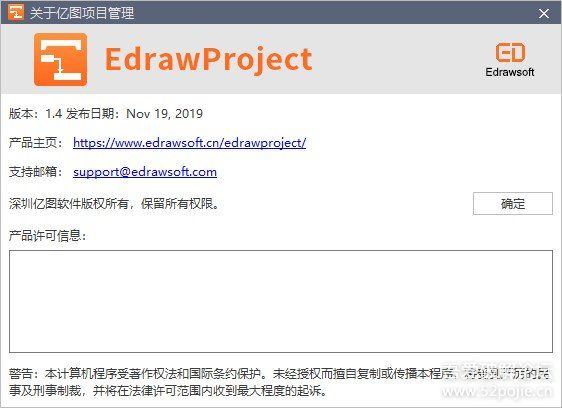 关于亿图项目管理
EdrawProject
Edrawsoft
版本：1.4 发布日期：Nov 19, 2019
产品主页： https://www.edrawsoft.cn/edrawproject/
支持邮箱： support@edrawsoft.com
深圳亿图软件版权所有，保留所有权限。
确定
产品许可信息：
警告：本计算机程序受著作权法和国际条约保护。未经授权而擅自复制或传播本程序
事及刑事制裁，并将在法律许可范围内收到最大程度的起诉。
www.52pojie.cn